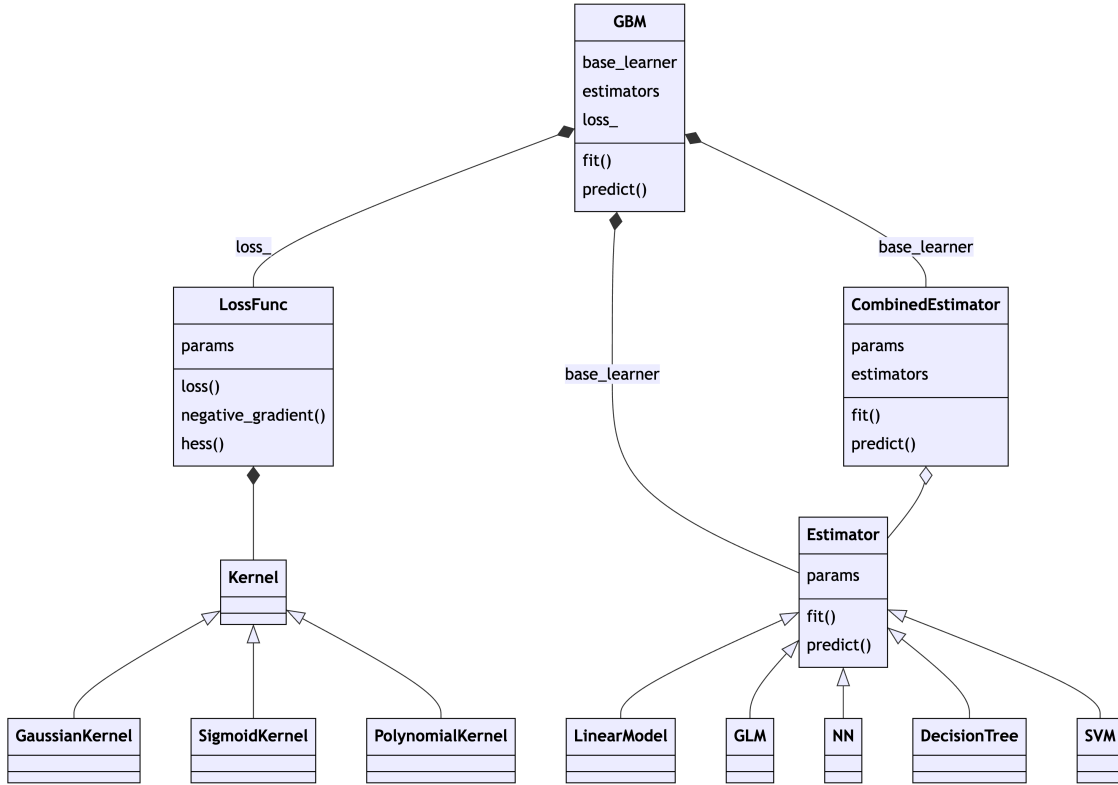 GBM
base_learner
estimators
loss_
fit()
predict()
loss_
base_learner
LossFunc
params
loss()
negative_gradient()
hess()
CombinedEstimator
params
estimators
fit()
predict()
base_learner
Estimator
params
fit()
predict()
Kernel
GaussianKernel
SigmoidKernel
PolynomialKernel
LinearModel
GLM
NN
DecisionTree
SVM